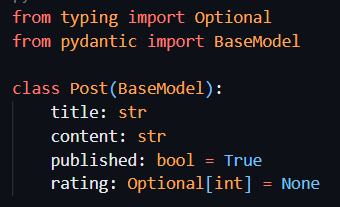 from typing import Optional
from pydantic import BaseModel
class Post(BaseModel):
    title: str
    content: str
    published: bool = True
    rating: Optional[int] = None